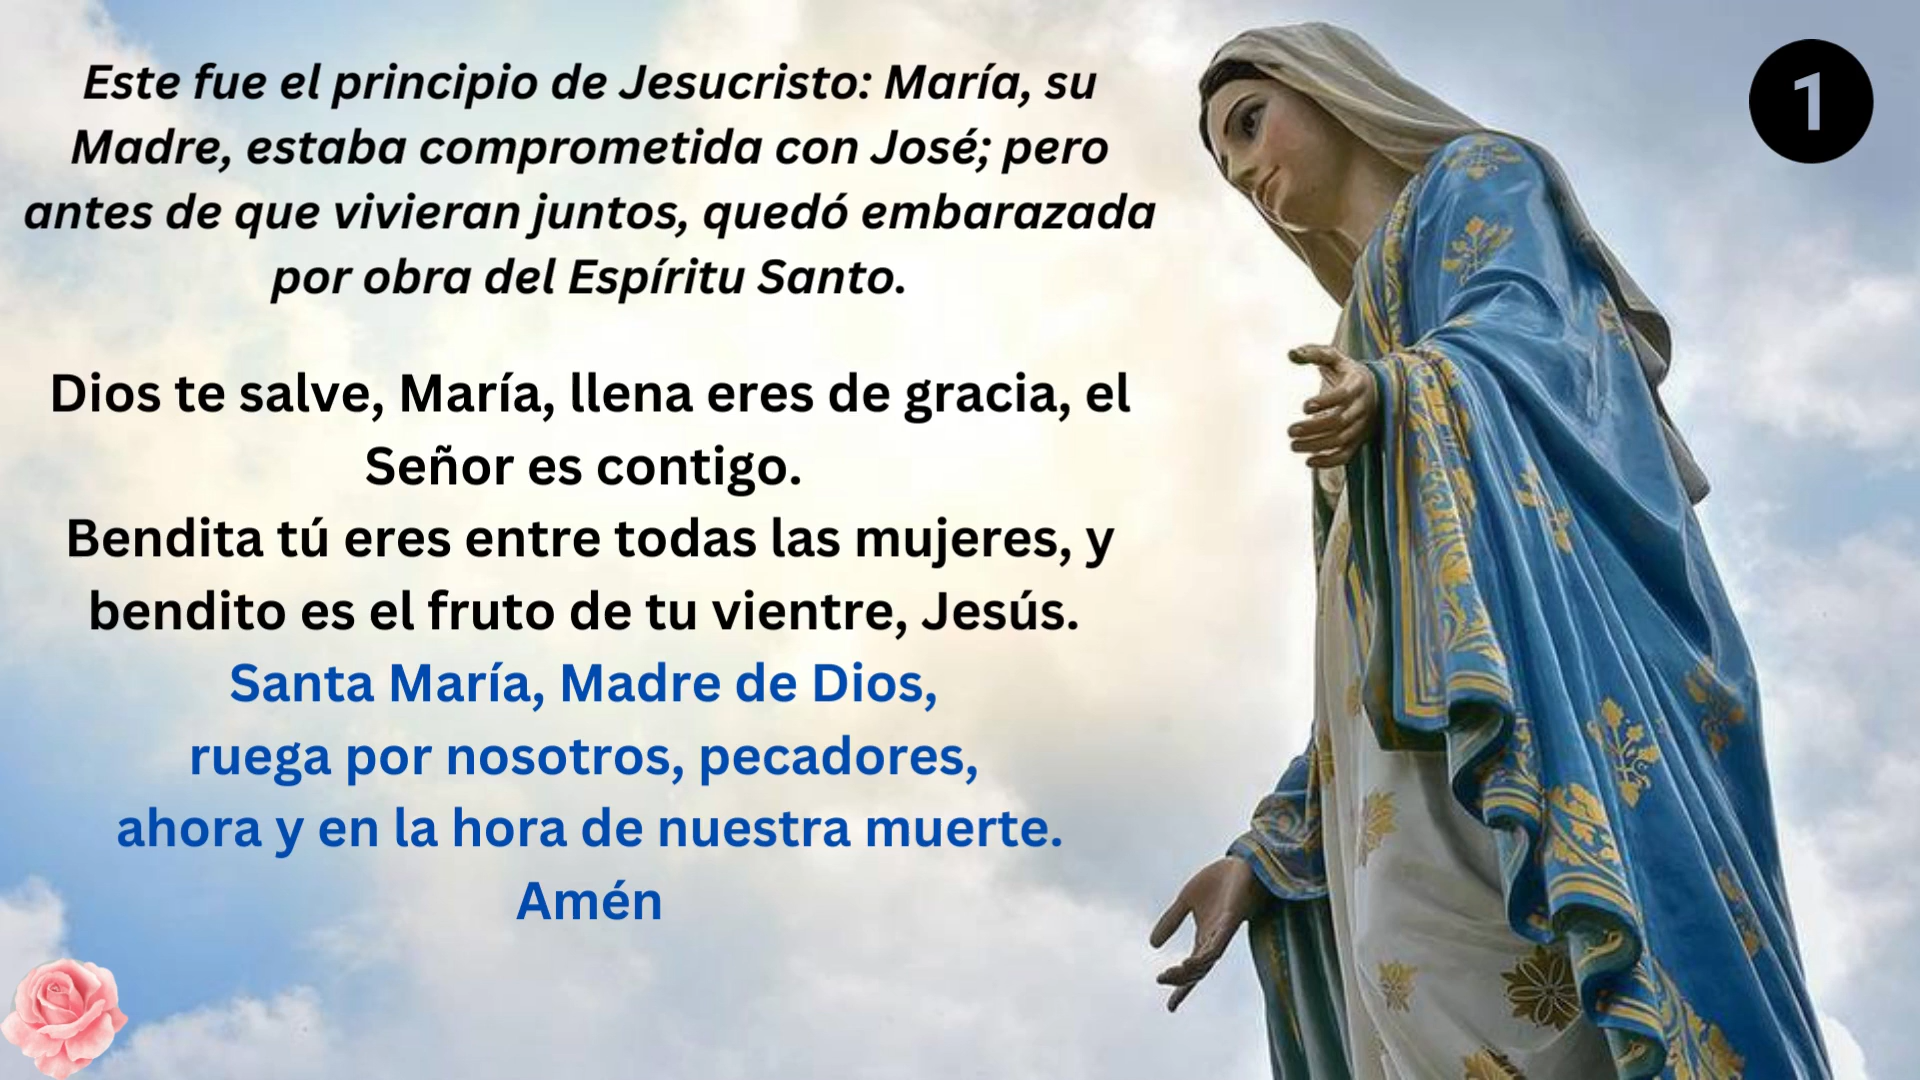 Este fue el principio de Jesucristo: María, su
Madre, estaba comprometida con José; pero
antes de que vivieran juntos, quedó embarazada
por obra del Espíritu Santo.
Dios te salve, María, llena eres de gracia, el
Señor es contigo.
Bendita tú eres entre todas las mujeres, y
bendito es el fruto de tu vientre, Jesús.
Santa María, Madre de Dios,
ruega por nosotros, pecadores,
ahora y en la hora de nuestra muerte.
Amén
1